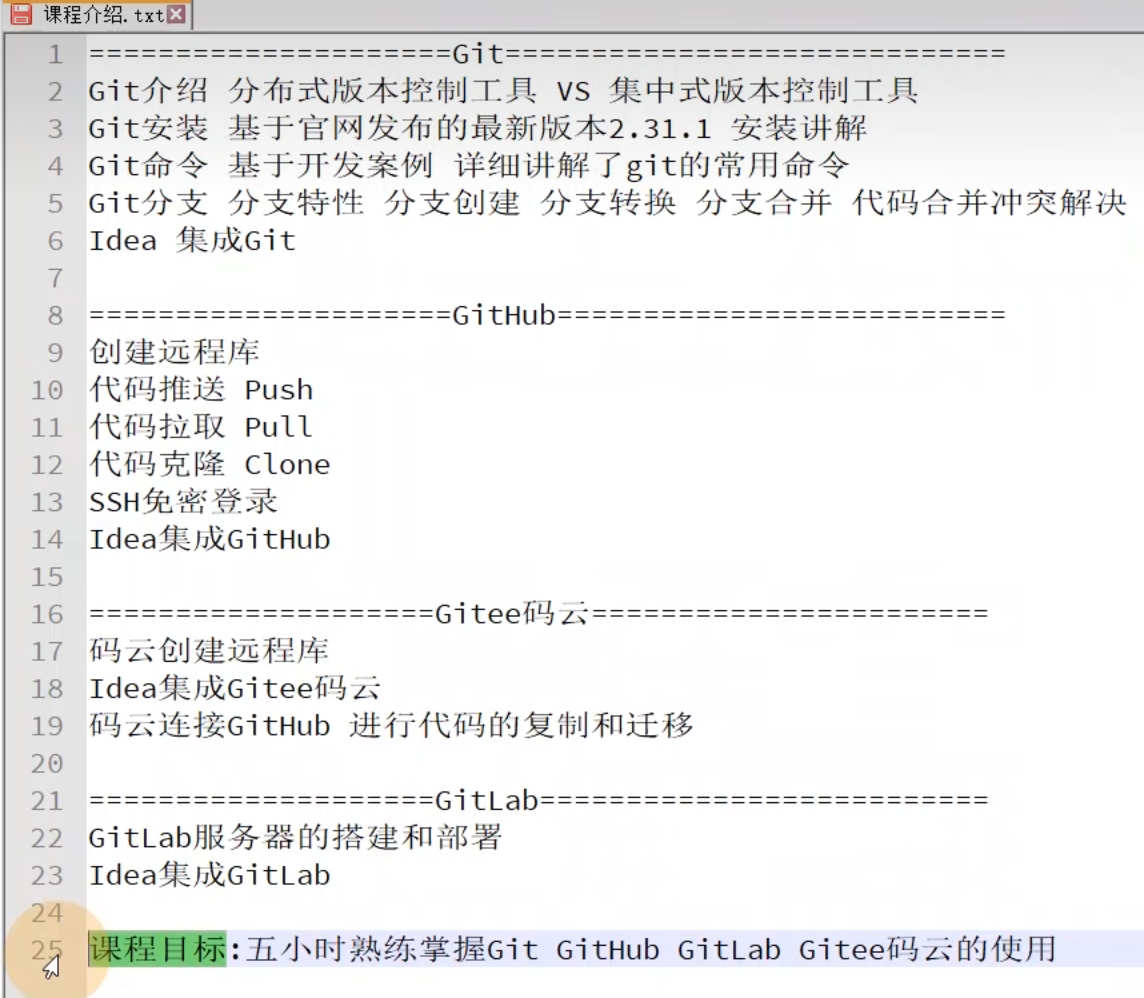 课程介绍.txt
1 =====================Git=============================
2 Git介绍 分布式版本控制工具 VS 集中式版本控制工具
3 Git安装 基于官网发布的最新版本2.31.1 安装讲解
4 Git命令 基于开发案例 详细讲解了git的常用命令
5 Git分支 分支特性 分支创建 分支转换 分支合并 代码合并冲突解决
6 Idea 集成Git
7
8 =====================GitHub==========================
9 创建远程库
10 代码推送 Push
11 代码拉取 Pull
12 代码克隆 Clone
13 SSH免密登录
14 Idea集成GitHub
15
16 ====================Gitee码云=======================
17 码云创建远程库
18 Idea集成Gitee码云
19 码云连接GitHub 进行代码的复制和迁移
20
21 ====================GitLab==========================
22 GitLab服务器的搭建和部署
23 Idea集成GitLab
24
25 课程目标:五小时熟练掌握Git GitHub GitLab Gitee码云的使用